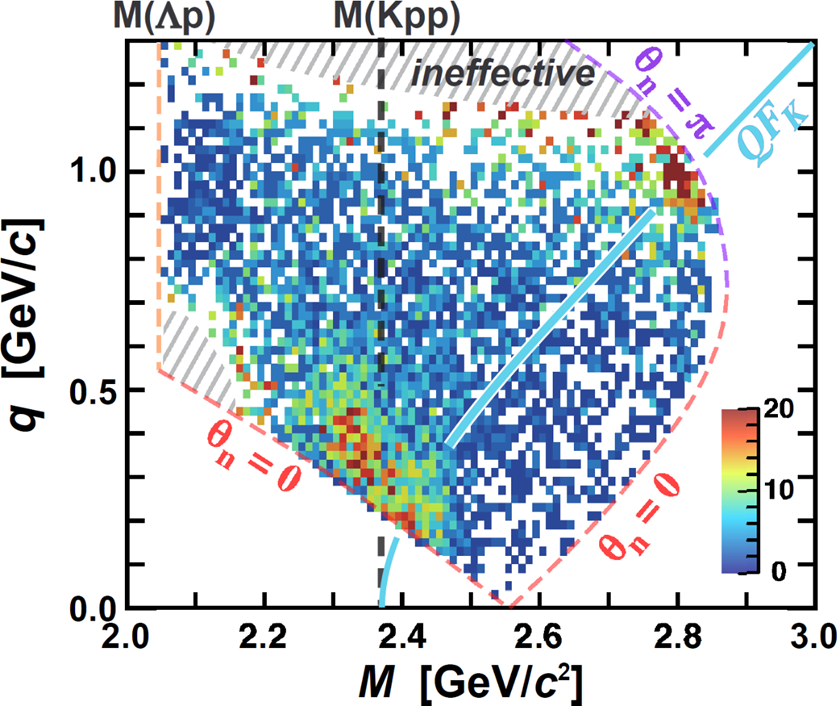 M(Λp)
M(Kpp)
ineffective
θn = π
QFK
1.0
0.5
0.0
q [GeV/c]
θn = 0
θn = 0
20
10
0
2.0 2.2 2.4 2.6 2.8 3.0
M [GeV/c²]